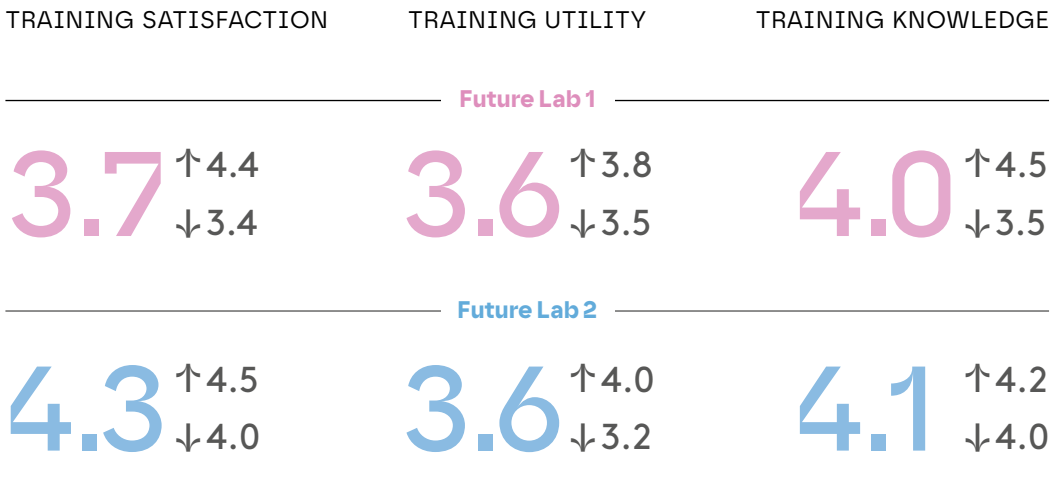 TRAINING SATISFACTION TRAINING UTILITY TRAINING KNOWLEDGE
Future Lab 1
3.7 ↑4.4 ↓3.4 3.6 ↑3.8 ↓3.5 4.0 ↑4.5 ↓3.5
Future Lab 2
4.3 ↑4.5 ↓4.0 3.6 ↑4.0 ↓3.2 4.1 ↑4.2 ↓4.0